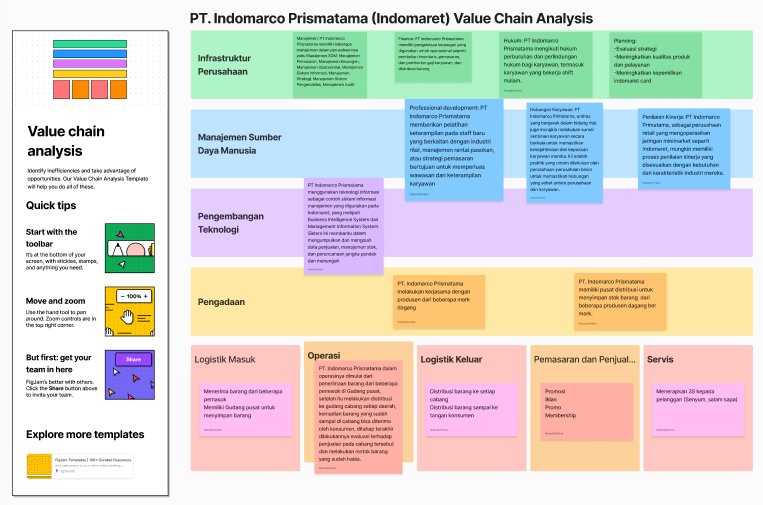 PT. Indomarco Prismatama (Indomaret) Value Chain Analysis
Value chain
analysis
Identify inefficiencies and take advantage of
opportunities. Our Value Chain Analysis Template
will help you do all of these.
Quick tips
Start with the
toolbar
It's at the bottom of your
screen, with stickies, stamps,
and anything you need.
Move and zoom
Use the hand tool to pan
around. Zoom controls are in
the top right corner.
100%
But first: get your
team in here
FigJam's better with others.
Click the Share button above
to invite your team.
Share
Explore more templates
FigJam Templates | 100+ Curated Resources
Infrastruktur
Perusahaan
Manajemen: PT Indomarco
Prismatama memiliki beberapa
manajemen dalam perusahaannya
yaitu Manajemen SDM, Manajemen
Pemasaran, Manajemen Keuangan,
Manajemen Operasional, Manajemen
Sistem Informasi, Manajemen
Strategi, Manajemen Sistem
Pengendalian, Manajemen Audit
Finance: PT Indomarco Prismatama
memiliki pengelolaan keuangan yang
digunakan untuk operasional seperti
pembelian inventaris, pemasaran,
dan pemberian gaji karyawan, dan
distribusi barang.
Hukum: PT Indomarco
Prismatama mengikuti hukum
perburuhan dan perlindungan
hukum bagi karyawan, termasuk
karyawan yang bekerja shift
malam.
Planning:
-Evaluasi strategi
-Meningkatkan kualitas produk
dan pelayanan
-Meningkatkan kepemilikan
indomaret card
Manajemen Sumber
Daya Manusia
Professional development: PT
Indomarco Prismatama
memberikan pelatihan
keterampilan pada staff baru
yang berkaitan dengan industri
ritel, manajemen rantai pasokan,
atau strategi pemasaran
bertujuan untuk memperluas
wawasan dan keterampilan
karyawan
Hubungan Karyawan: PT
Indomarco Primatama, entitas
yang bergerak dalam bidang ritel,
juga mungkin melakukan survei
sentimen karyawan secara
berkala untuk memastikan
kesejahteraan dan kepuasan
karyawan mereka. Ini adalah
praktik yang umum dilakukan oleh
perusahaan-perusahaan besar
untuk memastikan hubungan
yang sehat antara perusahaan
dan karyawan.
Penilaian Kinerja: PT Indomarco
Primatama, sebagai perusahaan
retail yang mengoperasikan
jaringan minimarket seperti
Indomaret, mungkin memiliki
proses penilaian kinerja yang
disesuaikan dengan kebutuhan
dan karakteristik industri mereka.
Pengembangan
Teknologi
PT Indomarco Prismatama
menggunakan teknologi informasi
sebagai contoh sistem informasi
manajemen yang digunakan pada
Indomaret, yang meliputi
Business Intelligence System dan
Management Information System.
Sistem ini membantu dalam
mengumpulkan dan mengolah
data penjualan, manajemen stok,
dan perencanaan jangka pendek
dan menengah
Pengadaan
PT. Indomarco Prismatama
melakukan kerjasama dengan
produsen dari beberapa merk
dagang
PT. Indomarco Prismatama
memiliki pusat distribusi untuk
menyimpan stok barang dari
beberapa produsen dagang ber
merk.
Logistik Masuk
Menerima barang dari beberapa
pemasok
Memiliki Gudang pusat untuk
menyimpan barang
Operasi
PT. Indomarco Prismatama dalam
operasinya dimulai dari
penerimaan barang dari beberapa
pemasok di Gudang pusat,
setelah itu melakukan distribusi
ke gudang cabang setiap daerah,
kemudian barang yang sudah
sampai di cabang bisa diterima
oleh konsumen, ditahap terakhir
dilakukannya evaluasi terhadap
penjualan pada cabang tersebut
dan melakukan restok barang
yang sudah habis.
Logistik Keluar
Distribusi barang ke setiap
cabang
Distribusi barang sampai ke
tangan konsumen
Pemasaran dan Penjual...
Promosi
Iklan
Promo
Membership
Servis
Menerapkan 3S kepada
pelanggan (Senyum, salam sapa)